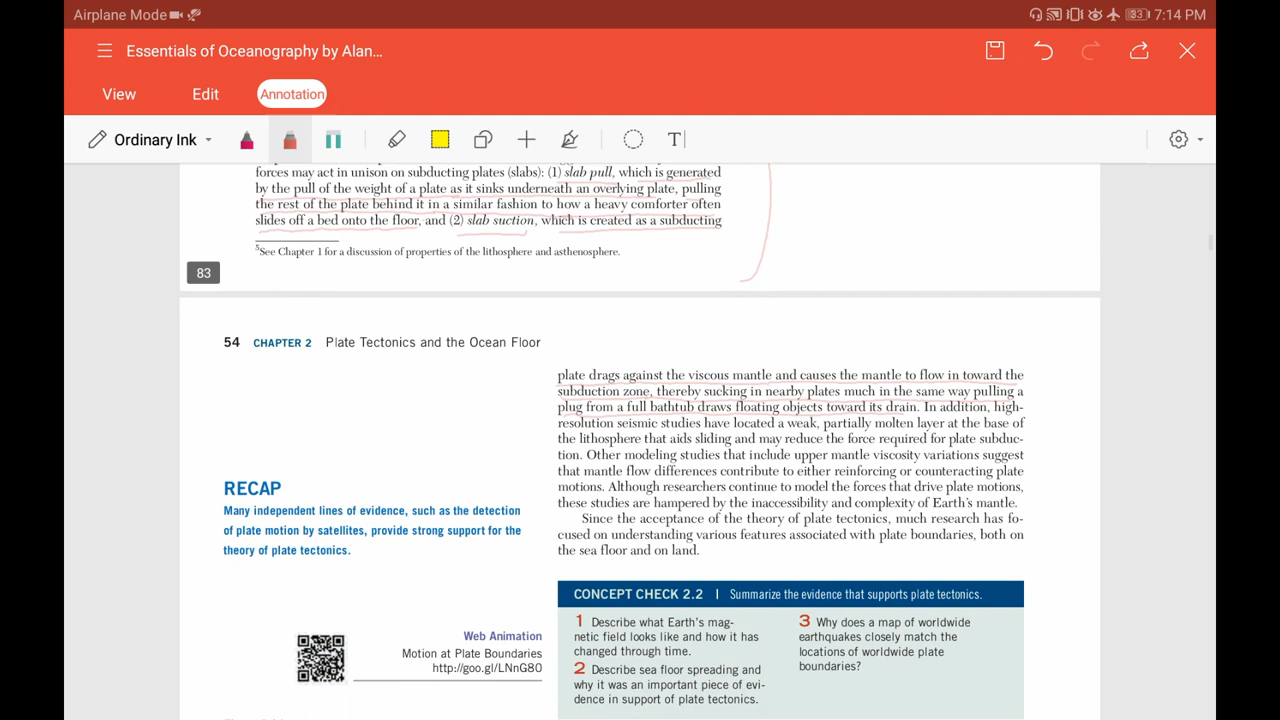 Airplane Mode
83 7:14 PM
Essentials of Oceanography by Alan...
View Edit Annotation
Ordinary Ink
forces may act in unison on subducting plates (slabs): (1) slab pull, which is generated
by the pull of the weight of a plate as it sinks underneath an overlying plate, pulling
the rest of the plate behind it in a similar fashion to how a heavy comforter often
slides off a bed onto the floor, and (2) slab suction, which is created as a subducting
5See Chapter 1 for a discussion of properties of the lithosphere and asthenosphere.
83
54 CHAPTER 2 Plate Tectonics and the Ocean Floor
plate drags against the viscous mantle and causes the mantle to flow in toward the
subduction zone, thereby sucking in nearby plates much in the same way pulling a
plug from a full bathtub draws floating objects toward its drain. In addition, high-
resolution seismic studies have located a weak, partially molten layer at the base of
the lithosphere that aids sliding and may reduce the force required for plate subduc-
tion. Other modeling studies that include upper mantle viscosity variations suggest
that mantle flow differences contribute to either reinforcing or counteracting plate
motions. Although researchers continue to model the forces that drive plate motions,
these studies are hampered by the inaccessibility and complexity of Earth's mantle.
Since the acceptance of the theory of plate tectonics, much research has fo-
cused on understanding various features associated with plate boundaries, both on
the sea floor and on land.
RECAP
Many independent lines of evidence, such as the detection
of plate motion by satellites, provide strong support for the
theory of plate tectonics.
Web Animation
Motion at Plate Boundaries
http://goo.gl/LNnG80
CONCEPT CHECK 2.2 | Summarize the evidence that supports plate tectonics.
1 Describe what Earth's mag-
netic field looks like and how it has
changed through time.
2 Describe sea floor spreading and
why it was an important piece of evi-
dence in support of plate tectonics.
3 Why does a map of worldwide
earthquakes closely match the
locations of worldwide plate
boundaries?